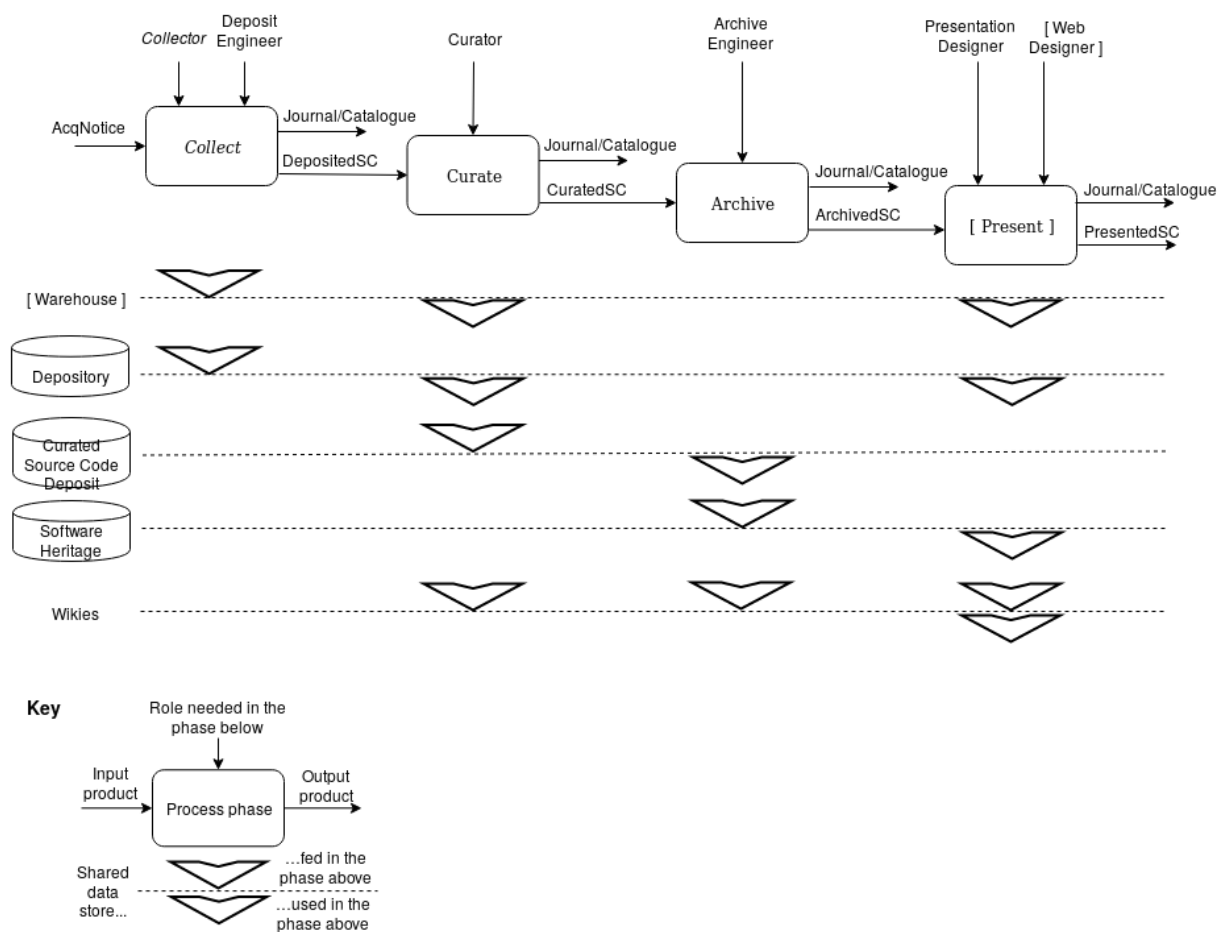 Collector
Deposit
Engineer
Curator
Archive
Engineer
Presentation
Designer
[ Web
Designer ]
AcqNotice
Collect
Journal/Catalogue
DepositedSC
Curate
Journal/Catalogue
CuratedSC
Archive
Journal/Catalogue
ArchivedSC
[ Present ]
Journal/Catalogue
PresentedSC
[ Warehouse ]
Depository
Curated
Source Code
Deposit
Software
Heritage
Wikies
Key
Role needed in the
phase below
Input
product
Process phase
Output
product
Shared
data
store...
...fed in the
phase above
...used in the
phase above